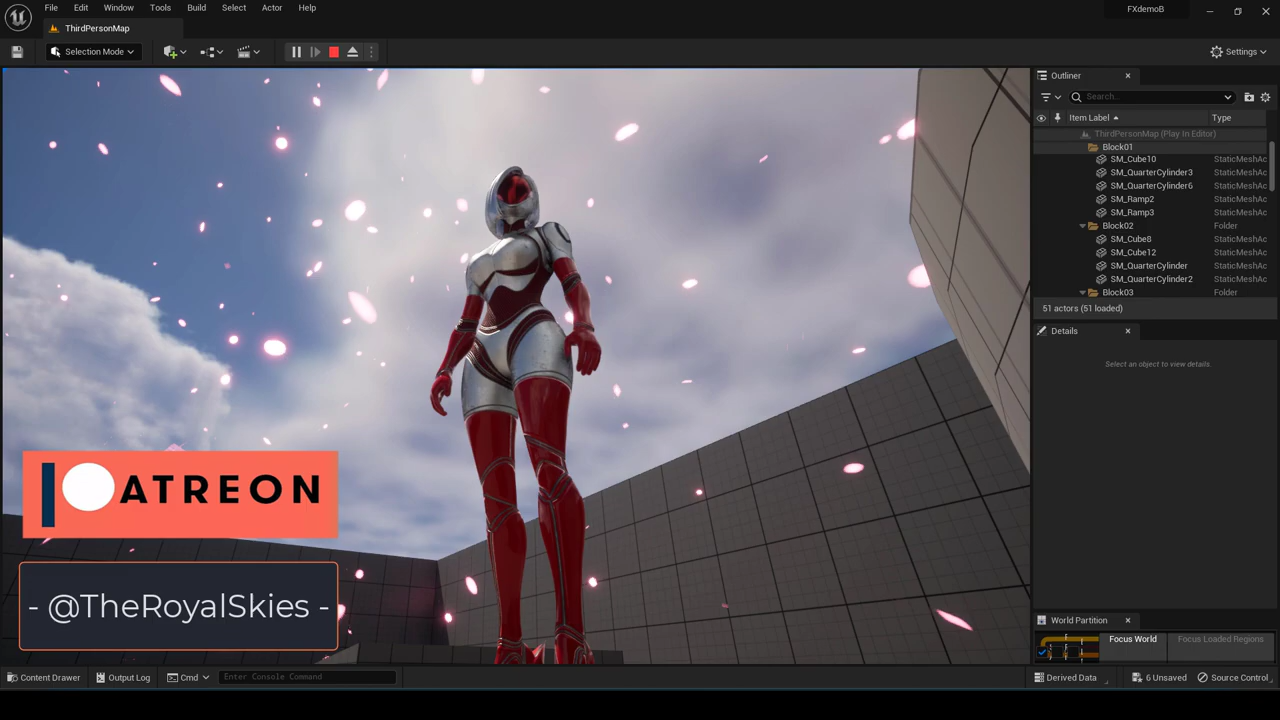 File Edit Window Tools Build Select Actor Help
FXdemoB
ThirdPersonMap
Selection Mode
Settings
Outliner
Search...
Item Label Type
ThirdPersonMap (Play In Editor)
Block01
SM_Cube10 StaticMeshAc
SM_QuarterCylinder3 StaticMeshAc
SM_QuarterCylinder6 StaticMeshAc
SM_Ramp2 StaticMeshAc
SM_Ramp3 StaticMeshAc
Block02 Folder
SM_Cube8 StaticMeshAc
SM_Cube12 StaticMeshAc
SM_QuarterCylinder StaticMeshAc
SM_QuarterCylinder2 StaticMeshAc
Block03 Folder
51 actors (51 loaded)
Details
Select an object to view details.
ATREON
- @TheRoyalSkies -
World Partition
Focus World Focus Loaded Regions
Content Drawer Output Log Cmd Enter Console Command
Derived Data 6 Unsaved Source Control